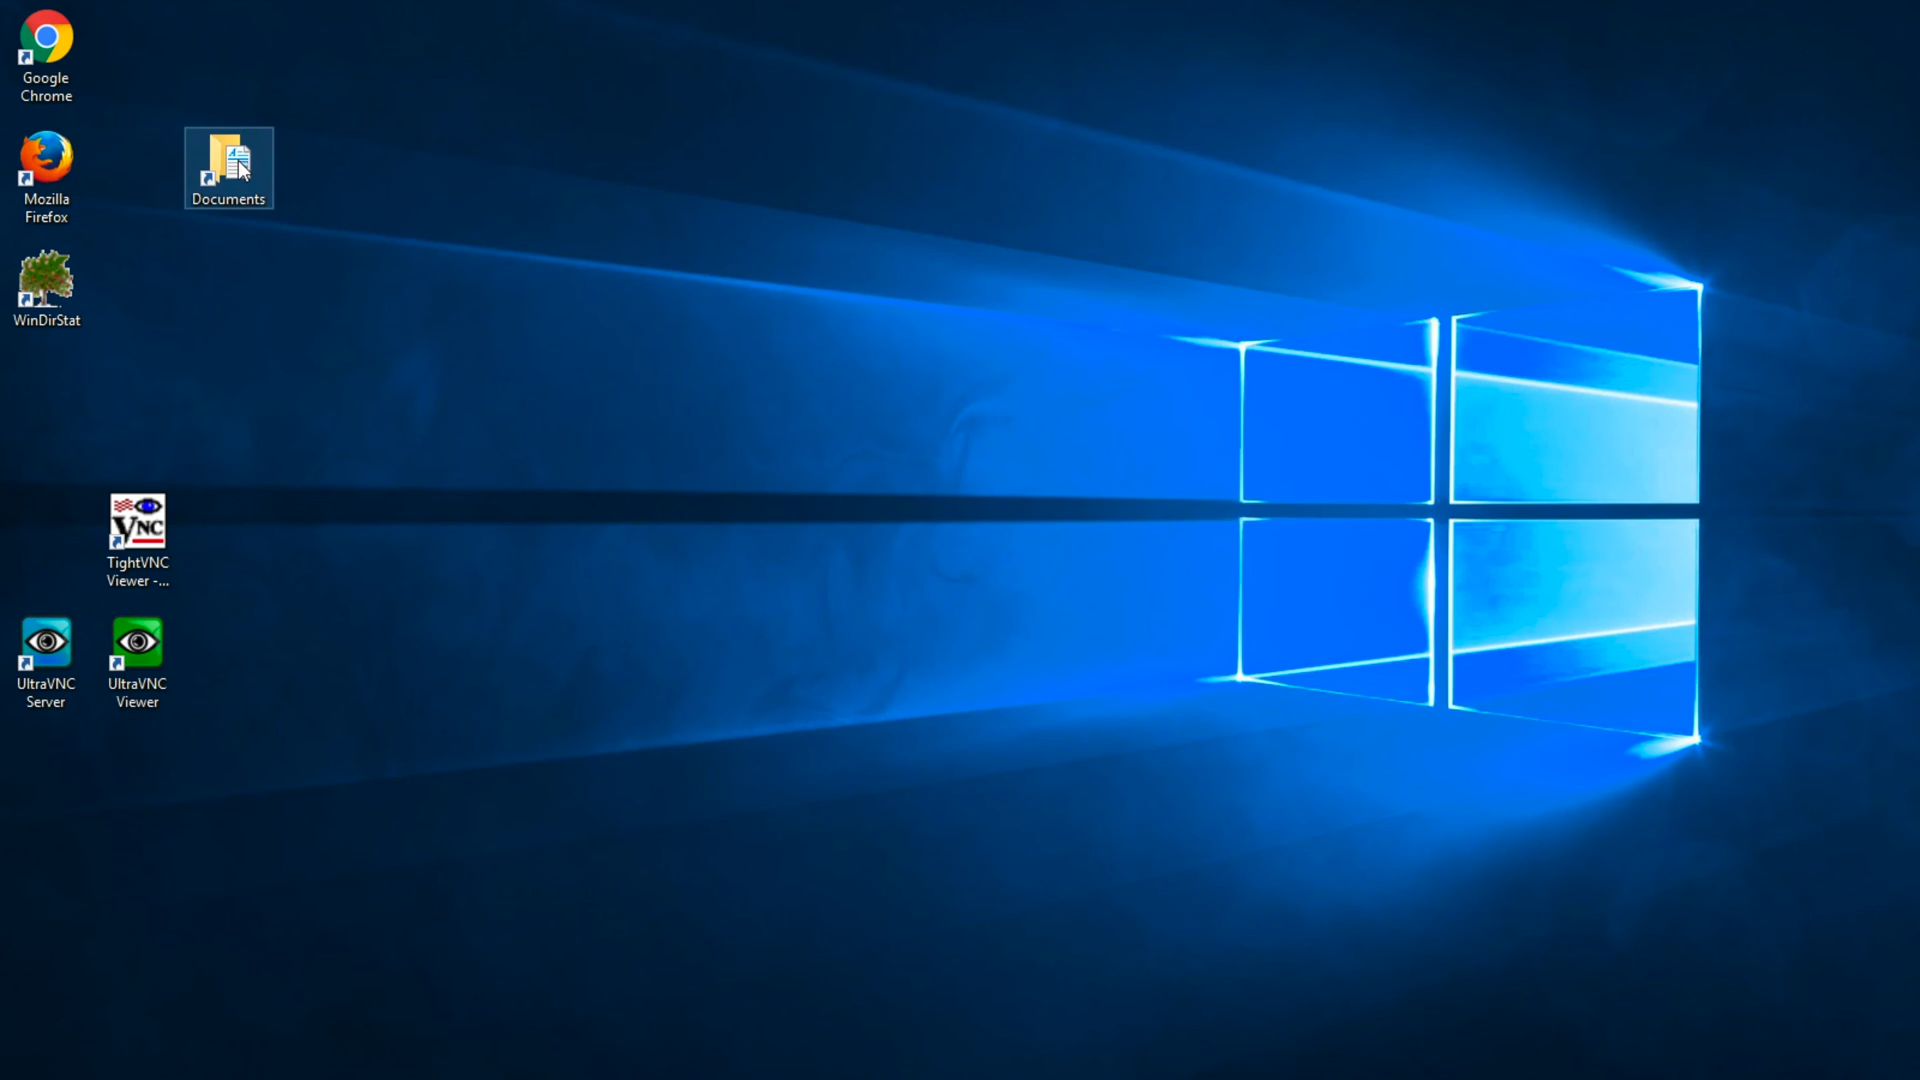 Google
Chrome
Mozilla
Firefox
Documents
WinDirStat
VNC
TightVNC
Viewer -...
UltraVNC
Server
UltraVNC
Viewer